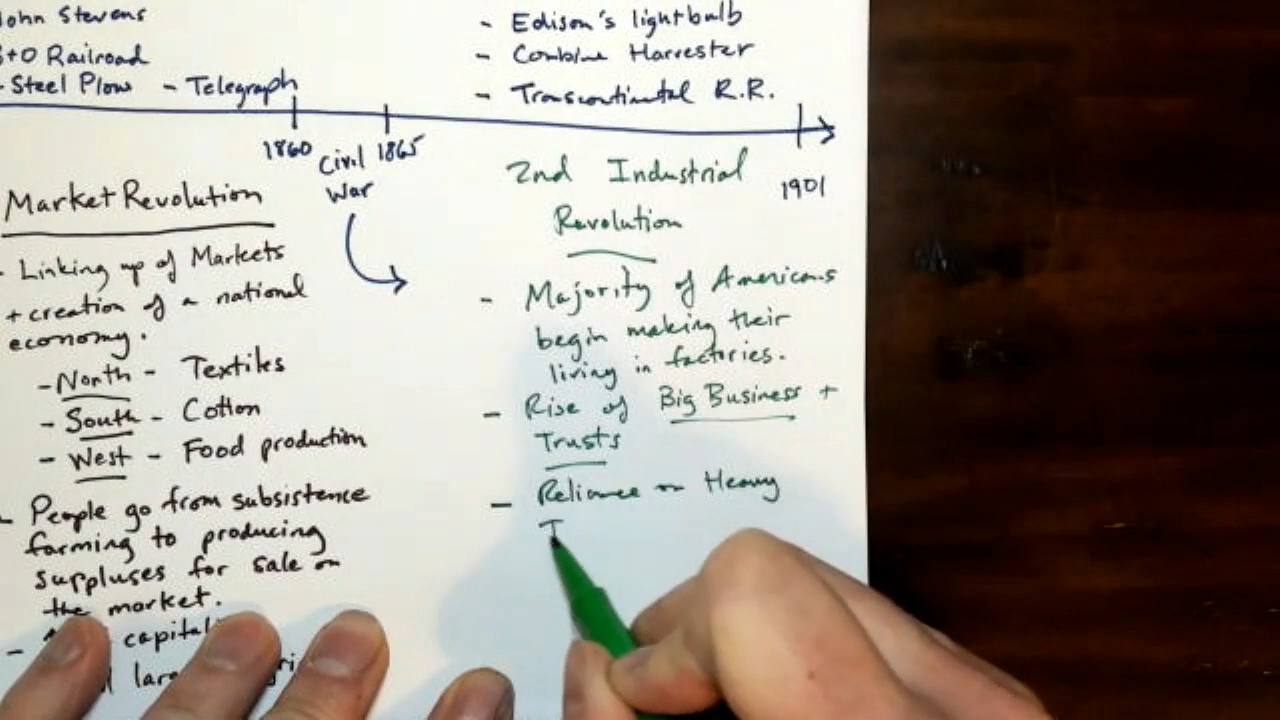 John Stevens
B+O Railroad
- Steel Plow - Telegraph
- Edison's lightbulb
- Combine Harvester
- Transcontinental R.R.
1860
Civil
War
1865
1901
Market Revolution
- Linking up of Markets
+ creation of a national
economy.
- North - Textiles
- South - Cotton
- West - Food production
- People go from subsistence
farming to producing
surpluses for sale on
the market.
2nd Industrial
Revolution
- Majority of Americans
begin making their
living in factories.
- Rise of Big Business +
Trusts
- Reliance on Heavy
I